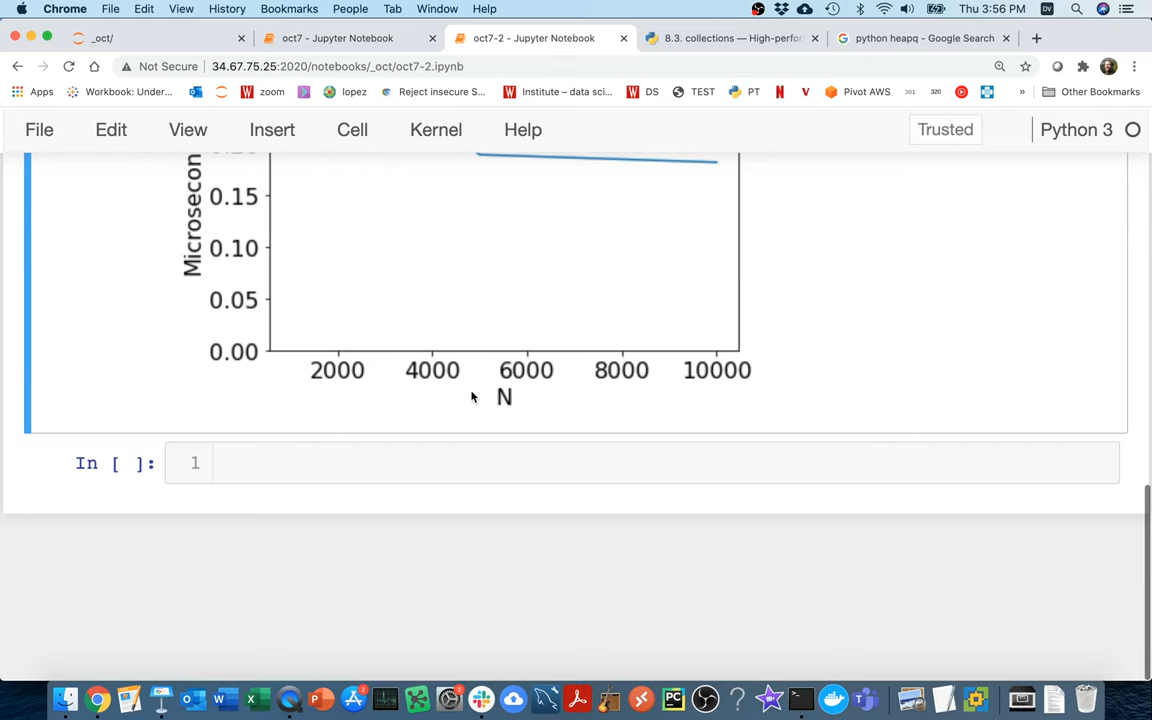 Chrome File Edit View History Bookmarks People Tab Window Help Thu 3:56 PM DV
_oct/ × oct7 - Jupyter Notebook × oct7-2 - Jupyter Notebook × 8.3. collections — High-perfor × python heapq - Google Search × +
Not Secure 34.67.75.25:2020/notebooks/_oct/oct7-2.ipynb
Apps Workbook: Under... zoom lopez Reject insecure S... Institute – data sci... DS TEST PT Pivot AWS 301 320 » Other Bookmarks
File Edit View Insert Cell Kernel Help Trusted Python 3
Microsecon
0.15
0.10
0.05
0.00
2000 4000 6000 8000 10000
N
In [ ]: 1